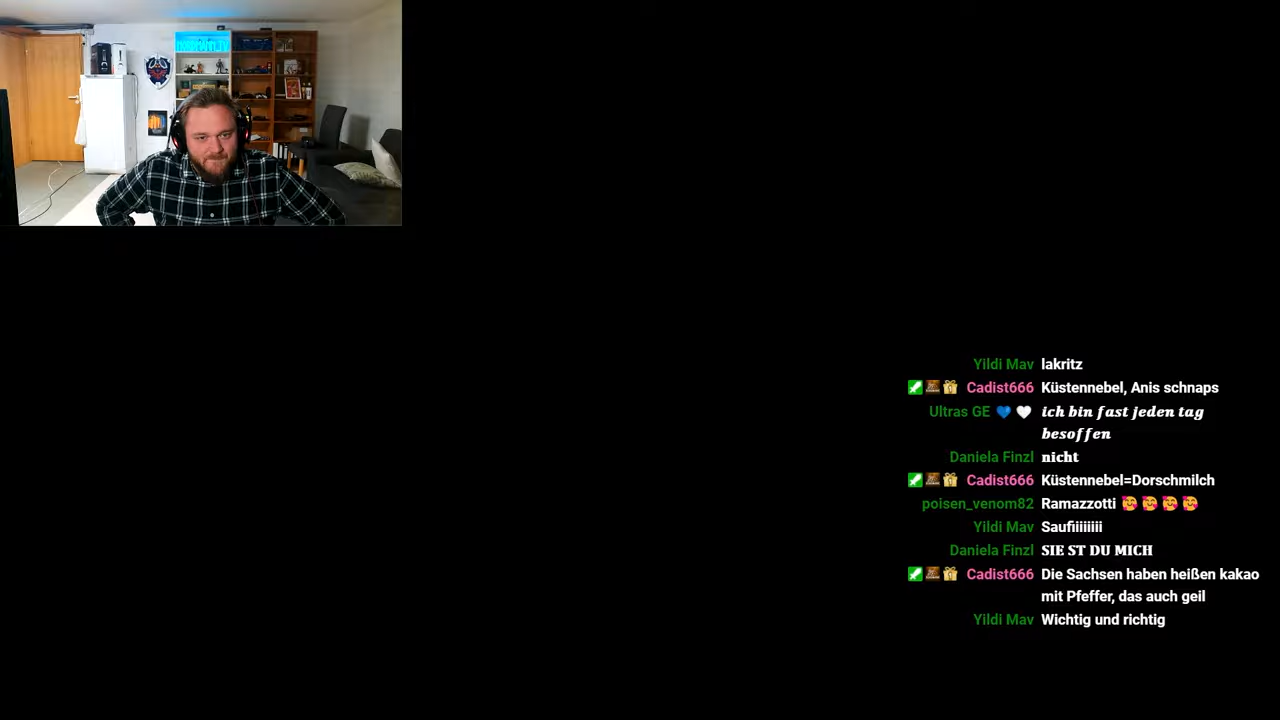 Yildi Mav lakritz
Cadist666 Küstennebel, Anis schnaps
Ultras GE 💙 🤍 ich bin fast jeden tag
besoffen
Daniela Finzl nicht
Cadist666 Küstennebel=Dorschmilch
poisen_venom82 Ramazzotti 🥰 🥰 🥰 🥰
Yildi Mav Saufiiiiiiii
Daniela Finzl SIE ST DU MICH
Cadist666 Die Sachsen haben heißen kakao
mit Pfeffer, das auch geil
Yildi Mav Wichtig und richtig